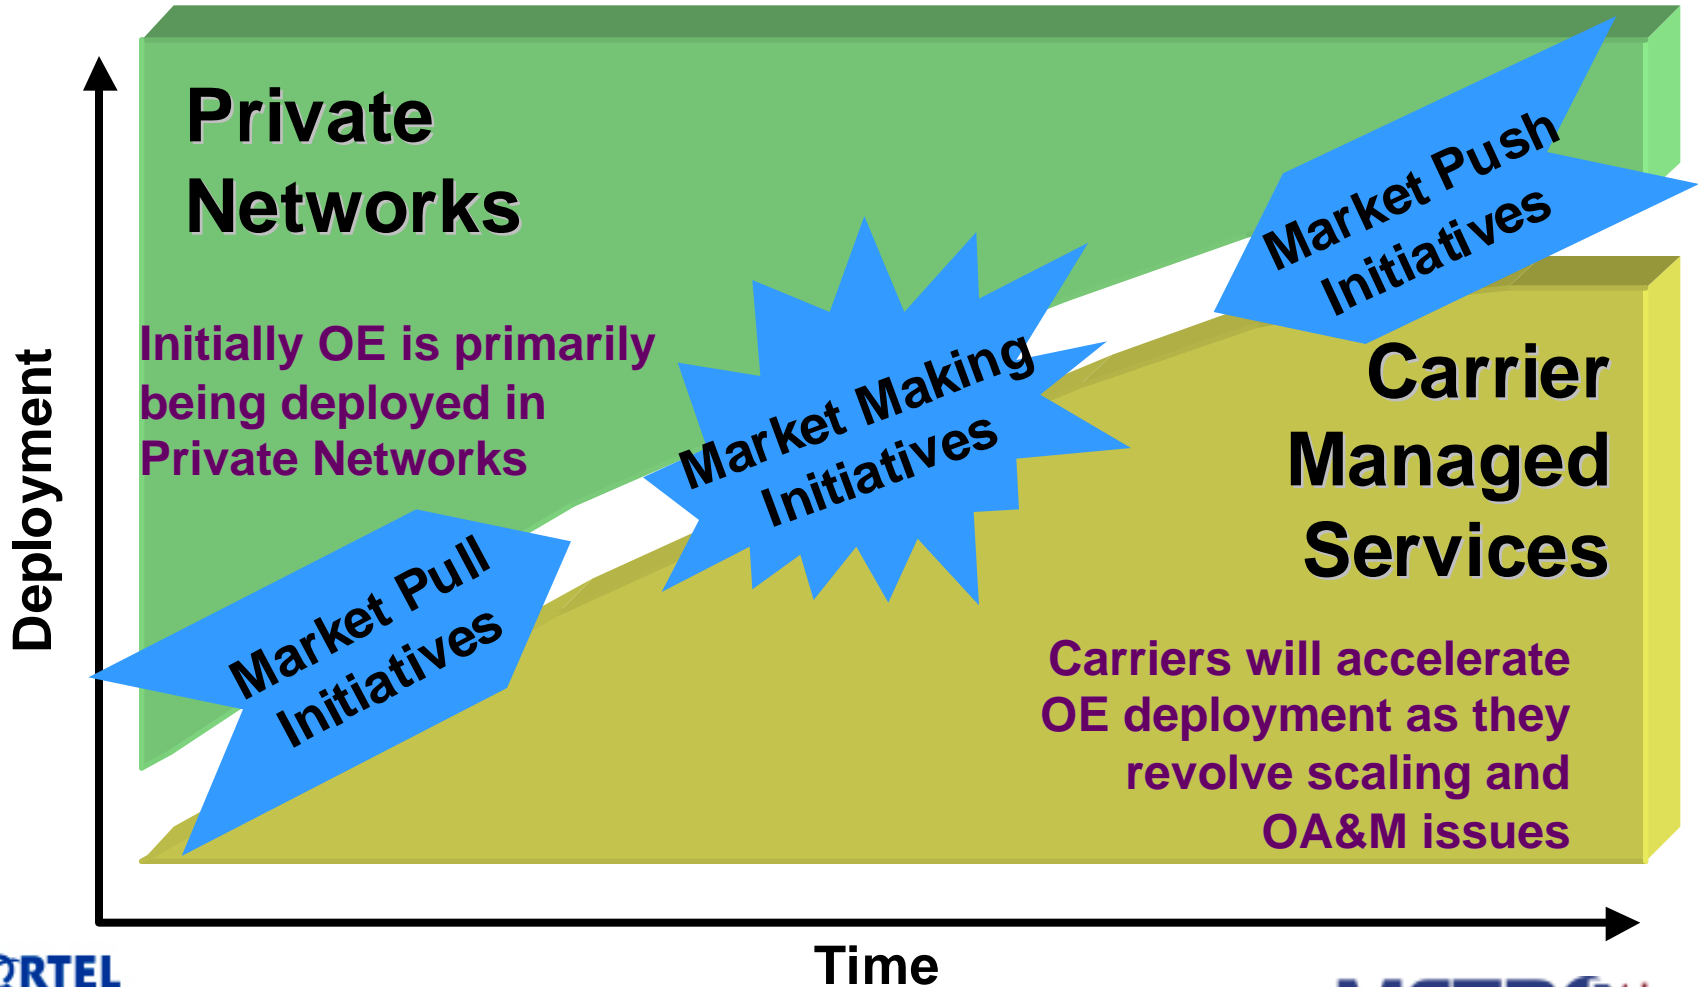 Private
Networks
Initially OE is primarily
being deployed in
Private Networks
Market Pull
Initiatives
Market Making
Initiatives
Market Push
Initiatives
Carrier
Managed
Services
Carriers will accelerate
OE deployment as they
revolve scaling and
OA&M issues
Deployment
Time